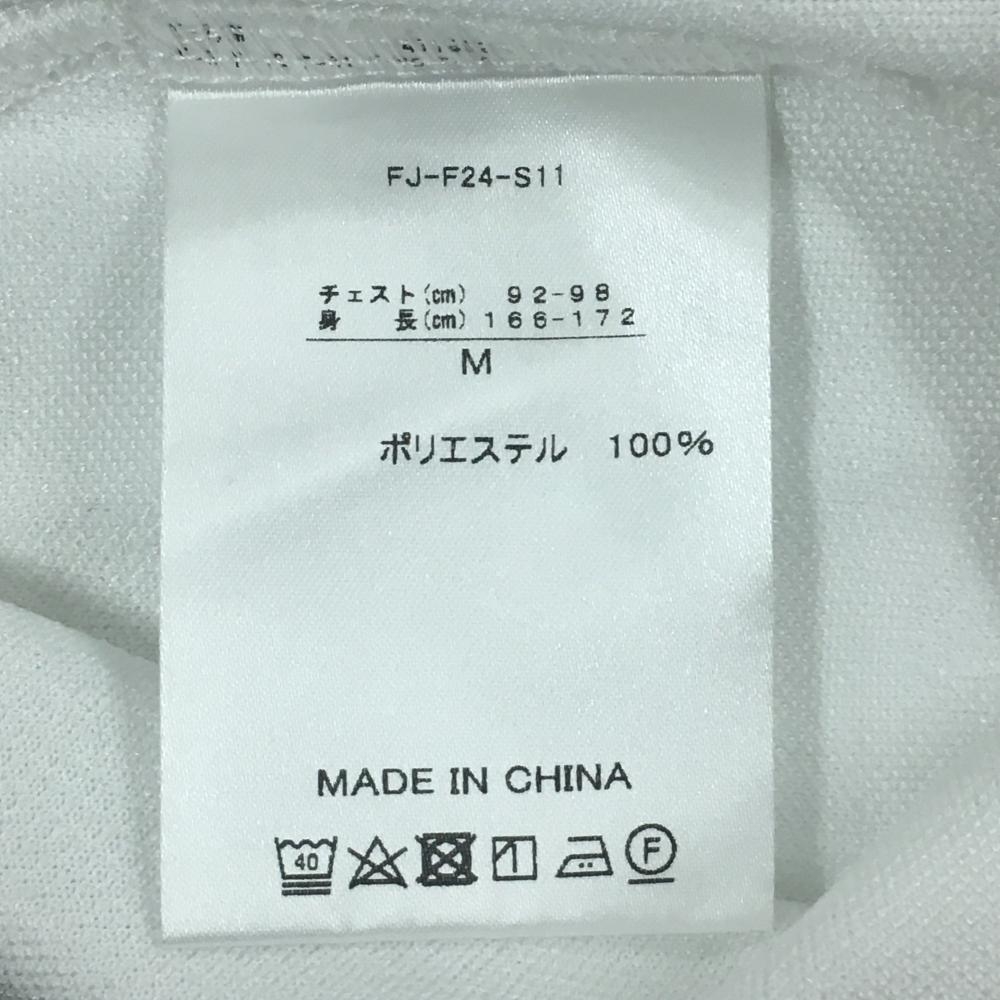 FJ-F24-S11
チェスト(cm) 92-98
身 長(cm) 166-172
M
ポリエステル 100%
MADE IN CHINA
40
F